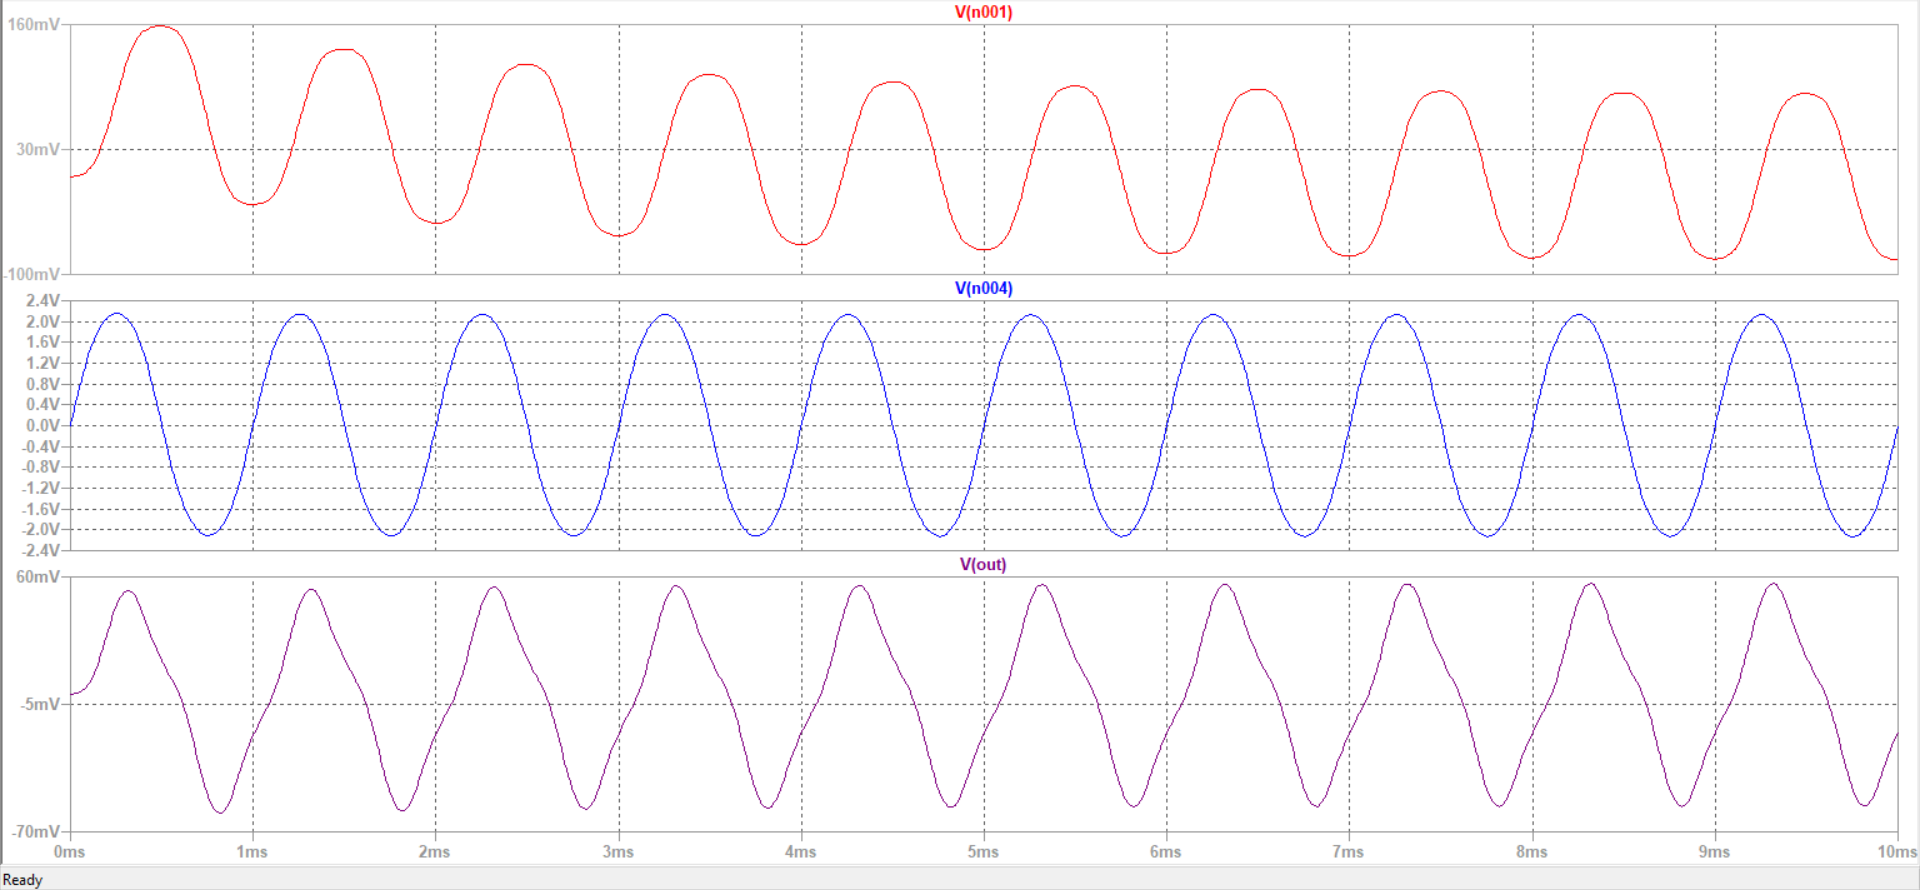 V(n001)
160mV
30mV
-100mV
V(n004)
2.4V
2.0V
1.6V
1.2V
0.8V
0.4V
0.0V
-0.4V
-0.8V
-1.2V
-1.6V
-2.0V
-2.4V
V(out)
60mV
-5mV
-70mV
0ms 1ms 2ms 3ms 4ms 5ms 6ms 7ms 8ms 9ms 10ms
Ready